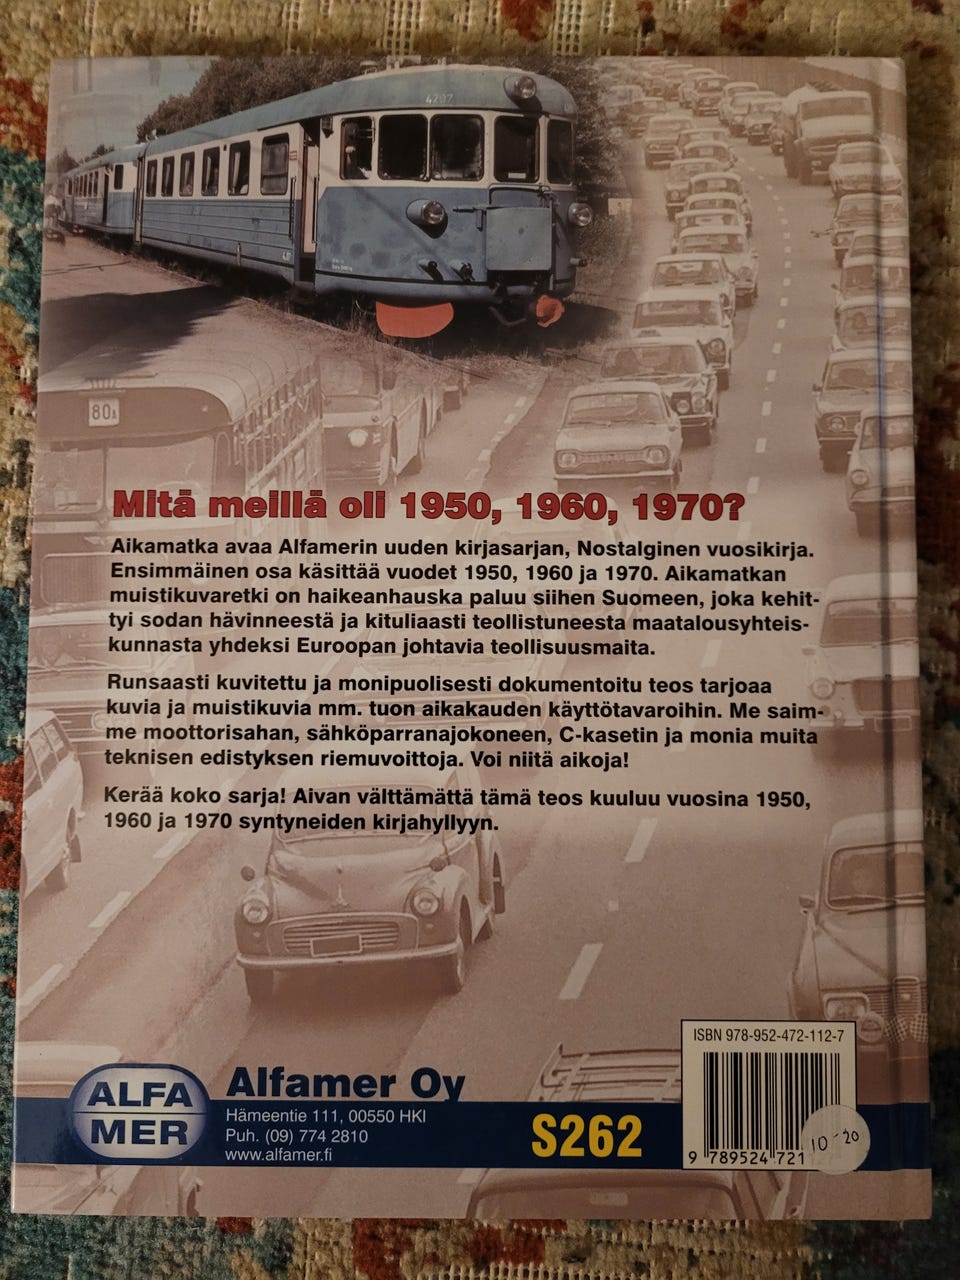 4207
80A
Mitä meillä oli 1950, 1960, 1970?
Aikamatka avaa Alfamerin uuden kirjasarjan, Nostalginen vuosikirja.
Ensimmäinen osa käsittää vuodet 1950, 1960 ja 1970. Aikamatkan
muistikuvaretki on haikeanhauska paluu siihen Suomeen, joka kehit-
tyi sodan hävinneestä ja kituliaasti teollistuneesta maatalousyhteis-
kunnasta yhdeksi Euroopan johtavia teollisuusmaita.
Runsaasti kuvitettu ja monipuolisesti dokumentoitu teos tarjoaa
kuvia ja muistikuvia mm. tuon aikakauden käyttötavaroihin. Me saim-
me moottorisahan, sähköparranajokoneen, C-kasetin ja monia muita
teknisen edistyksen riemuvoittoja. Voi niitä aikoja!
Kerää koko sarja! Aivan välttämättä tämä teos kuuluu vuosina 1950,
1960 ja 1970 syntyneiden kirjahyllyyn.
ISBN 978-952-472-112-7
ALFA
MER
Alfamer Oy
Hämeentie 111, 00550 HKI
Puh. (09) 774 2810
www.alfamer.fi
S262
9 789524 721
10-20